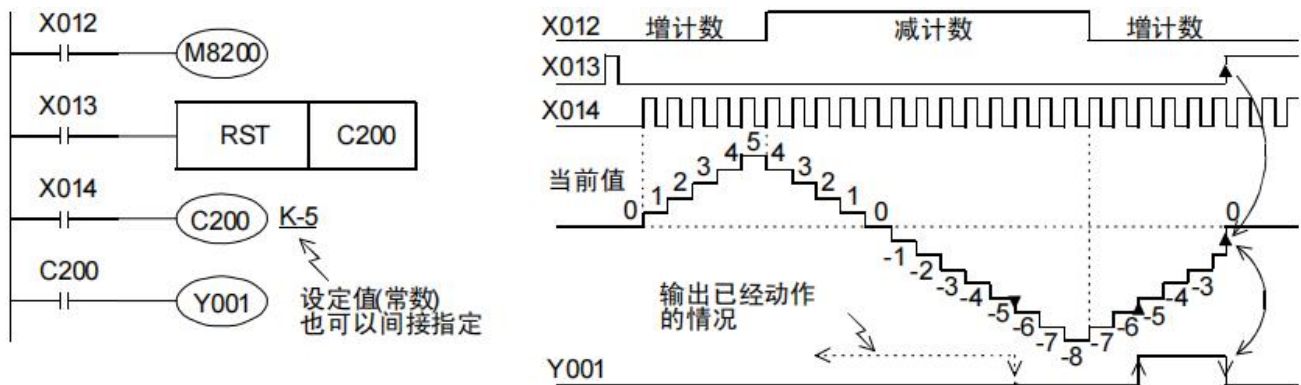 X012
M8200
X013
RST
C200
X014
C200
K-5
C200
Y001
设定值(常数)
也可以间接指定
X012
增计数
减计数
增计数
X013
X014
当前值
0
1
2
3
4
5
4
3
2
1
0
-1
-2
-3
-4
-5
-6
-7
-8
-7
-6
-5
-4
-3
0
输出已经动作
的情况
Y001